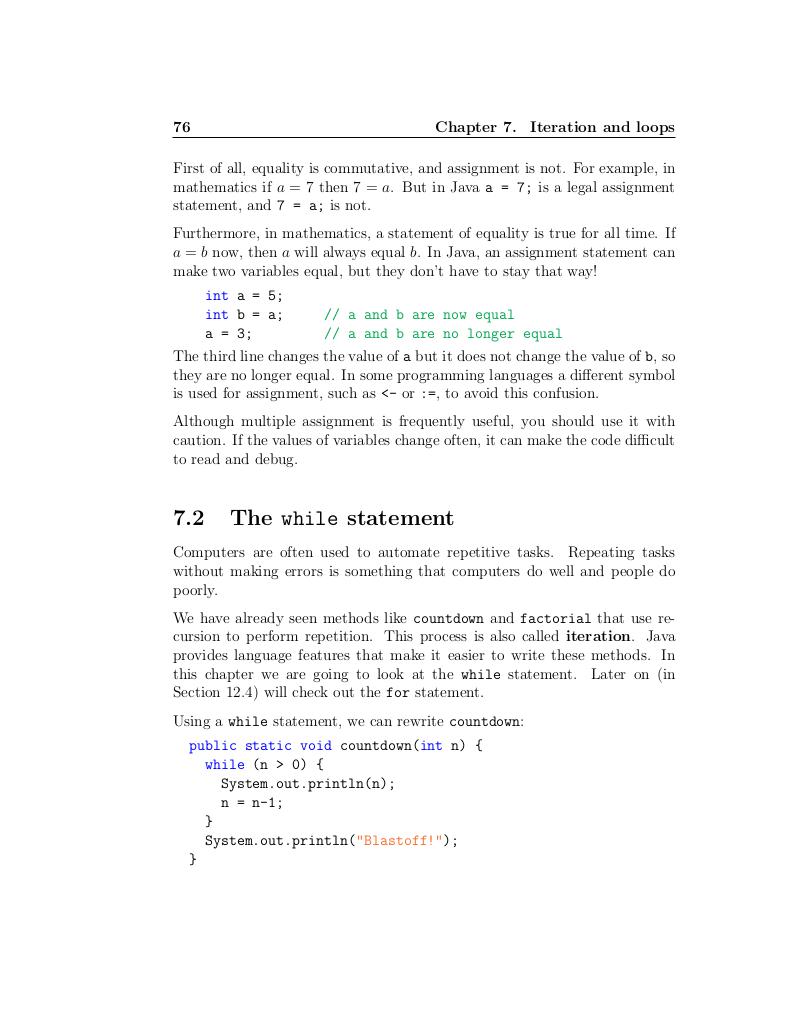 76 Chapter 7. Iteration and loops
First of all, equality is commutative, and assignment is not. For example, in
mathematics if a = 7 then 7 = a. But in Java a = 7; is a legal assignment
statement, and 7 = a; is not.
Furthermore, in mathematics, a statement of equality is true for all time. If
a = b now, then a will always equal b. In Java, an assignment statement can
make two variables equal, but they don't have to stay that way!
int a = 5;
int b = a; // a and b are now equal
a = 3; // a and b are no longer equal
The third line changes the value of a but it does not change the value of b, so
they are no longer equal. In some programming languages a different symbol
is used for assignment, such as <- or :=, to avoid this confusion.
Although multiple assignment is frequently useful, you should use it with
caution. If the values of variables change often, it can make the code difficult
to read and debug.
7.2 The while statement
Computers are often used to automate repetitive tasks. Repeating tasks
without making errors is something that computers do well and people do
poorly.
We have already seen methods like countdown and factorial that use re-
cursion to perform repetition. This process is also called iteration. Java
provides language features that make it easier to write these methods. In
this chapter we are going to look at the while statement. Later on (in
Section 12.4) will check out the for statement.
Using a while statement, we can rewrite countdown:
public static void countdown(int n) {
while (n > 0) {
System.out.println(n);
n = n-1;
}
System.out.println("Blastoff!");
}